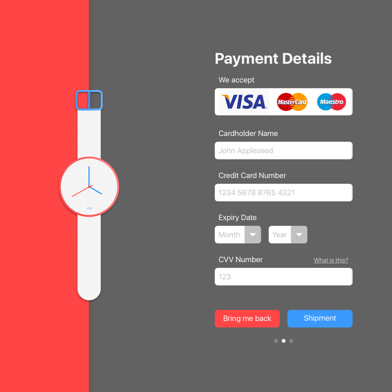 Payment Details
We accept
VISA MasterCard Maestro
Cardholder Name
John Appleseed
Credit Card Number
1234 5678 8765 4321
Expiry Date
Month Year
CVV Number What is this?
123
Bring me back Shipment